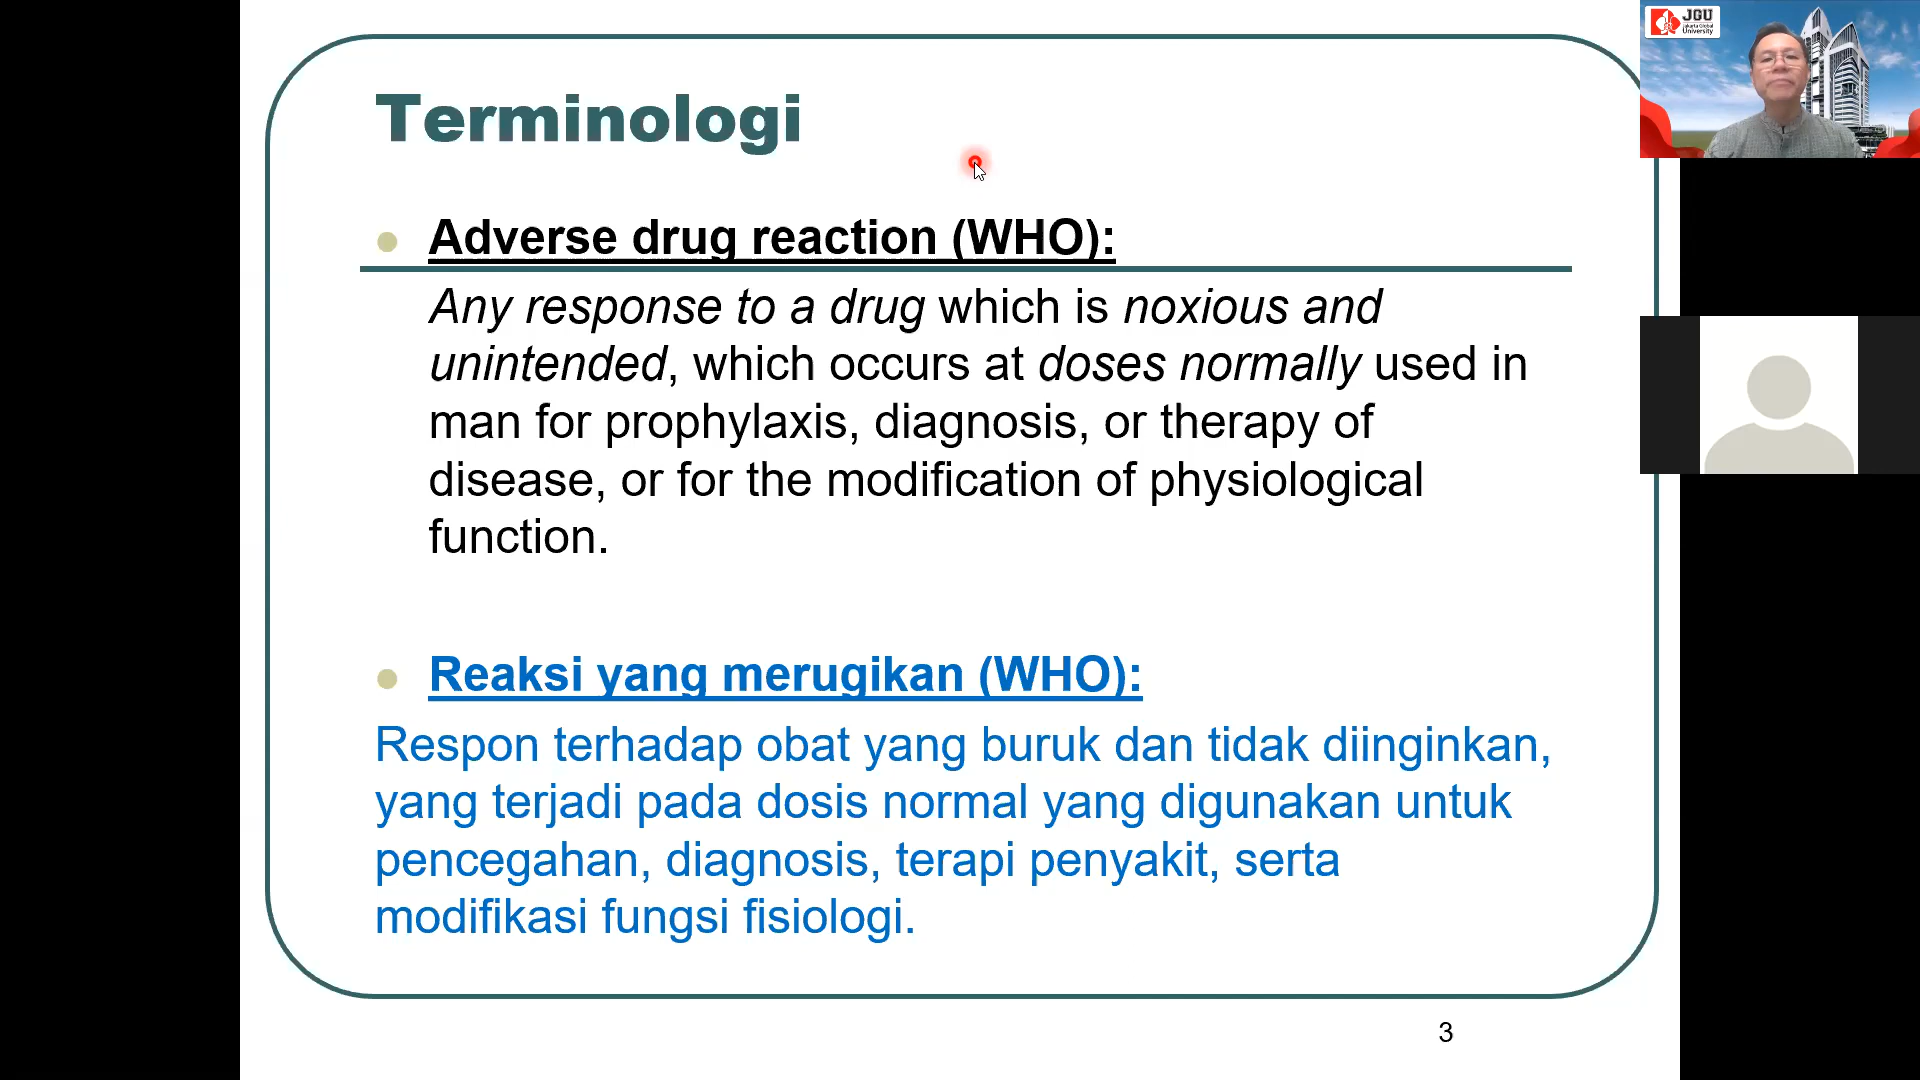 Terminologi
Adverse drug reaction (WHO):
Any response to a drug which is noxious and
unintended, which occurs at doses normally used in
man for prophylaxis, diagnosis, or therapy of
disease, or for the modification of physiological
function.
Reaksi yang merugikan (WHO):
Respon terhadap obat yang buruk dan tidak diinginkan,
yang terjadi pada dosis normal yang digunakan untuk
pencegahan, diagnosis, terapi penyakit, serta
modifikasi fungsi fisiologi.
3
JGU
Jakarta Global
University